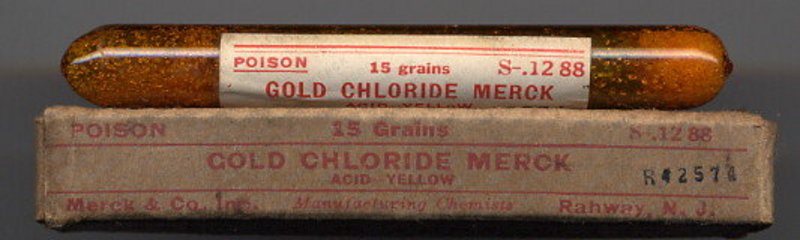 POISON 15 grains S-.12 88
GOLD CHLORIDE MERCK
ACID YELLOW
POISON 15 Grains S-.12 88
GOLD CHLORIDE MERCK
ACID YELLOW
Merck & Co. Inc. Manufacturing Chemists Rahway, N. J.